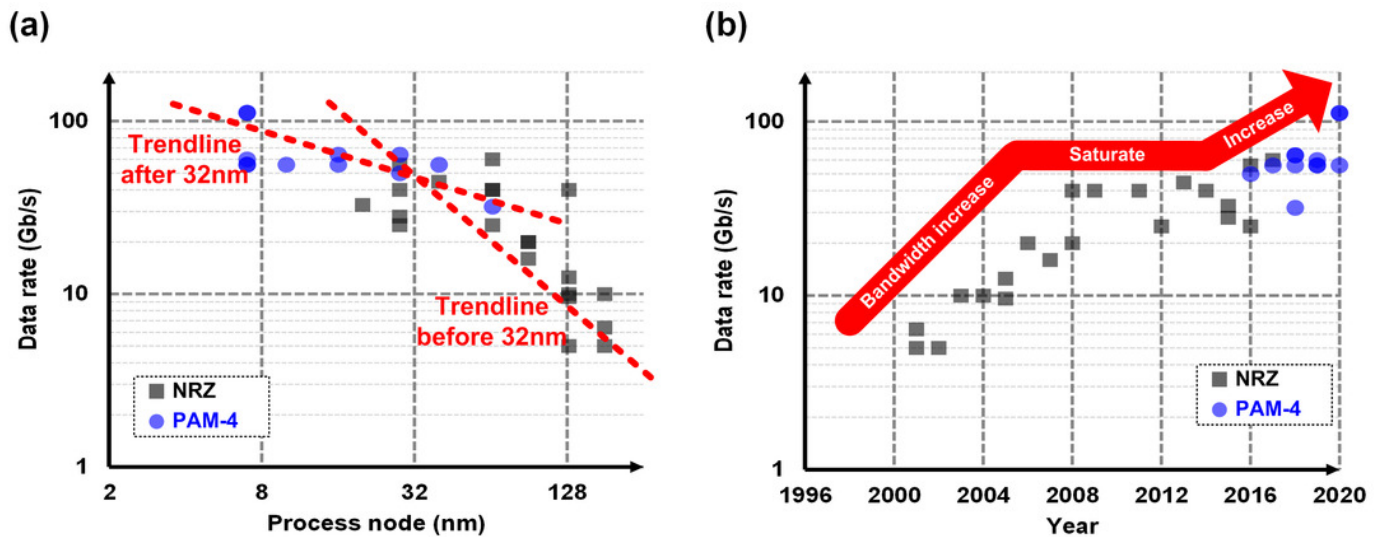 (a)
100
10
1
Data rate (Gb/s)
Trendline
after 32nm
Trendline
before 32nm
NRZ
PAM-4
2
8
32
128
Process node (nm)
(b)
100
10
1
Data rate (Gb/s)
Bandwidth increase
Saturate
Increase
NRZ
PAM-4
1996
2000
2004
2008
2012
2016
2020
Year